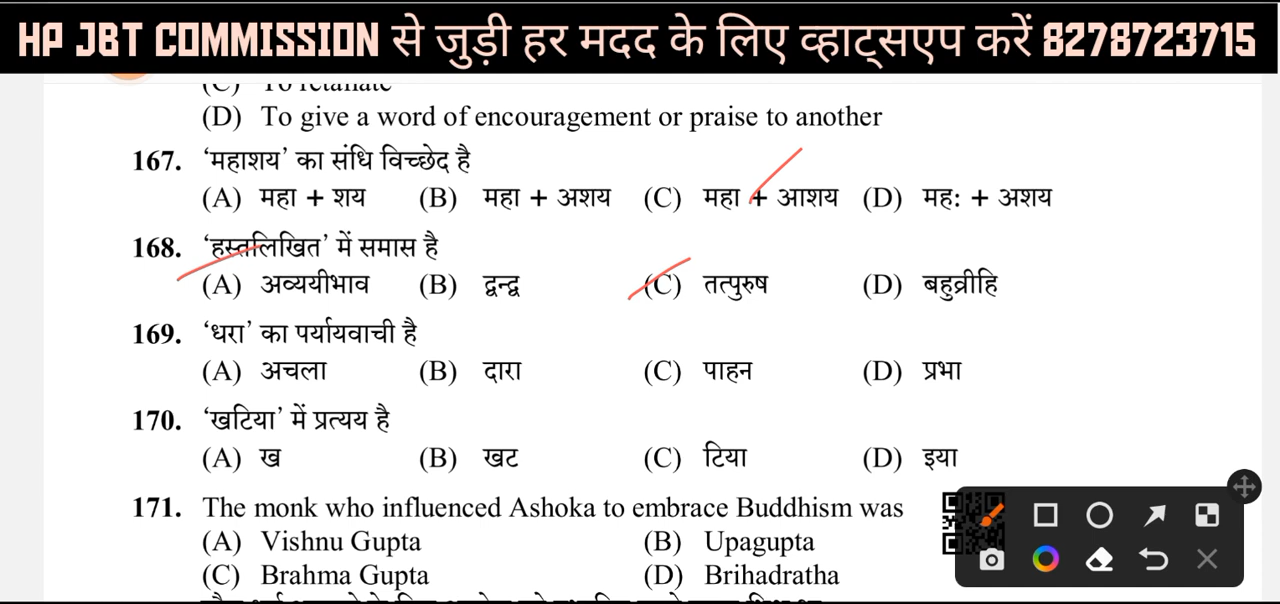 HP JBT COMMISSION से जुड़ी हर मदद के लिए व्हाट्सएप करें 8278723715
(C) To retaliate
(D) To give a word of encouragement or praise to another
167. ‘महाशय’ का संधि विच्छेद है
(A) महा + शय (B) महा + अशय (C) महा + आशय (D) मह: + अशय
168. ‘हस्तलिखित’ में समास है
(A) अव्ययीभाव (B) द्वन्द्व (C) तत्पुरुष (D) बहुव्रीहि
169. ‘धरा’ का पर्यायवाची है
(A) अचला (B) दारा (C) पाहन (D) प्रभा
170. ‘खटिया’ में प्रत्यय है
(A) ख (B) खट (C) टिया (D) इया
171. The monk who influenced Ashoka to embrace Buddhism was
(A) Vishnu Gupta (B) Upagupta
(C) Brahma Gupta (D) Brihadratha